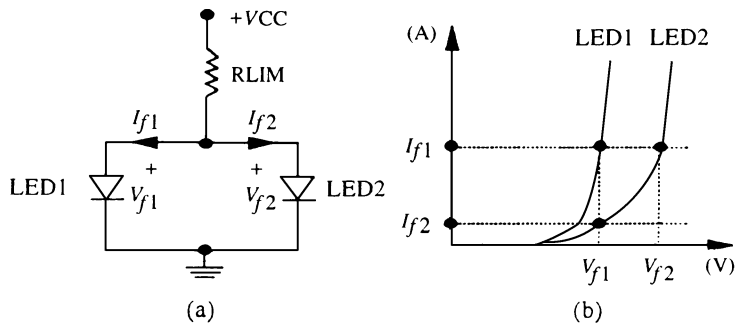 +VCC
RLIM
If1
If2
LED1
+
Vf1
+
Vf2
LED2
(a)
(A)
LED1
LED2
If1
If2
Vf1
Vf2
(V)
(b)